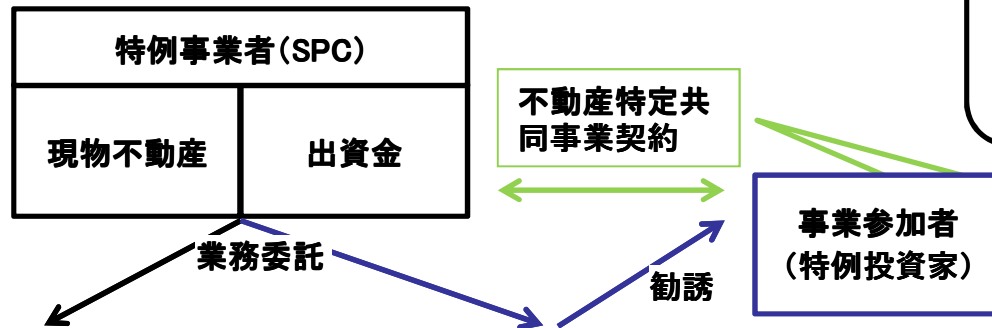 特例事業者（SPC）
現物不動産
出資金
不動産特定共
同事業契約
業務委託
勧誘
事業参加者
（特例投資家）